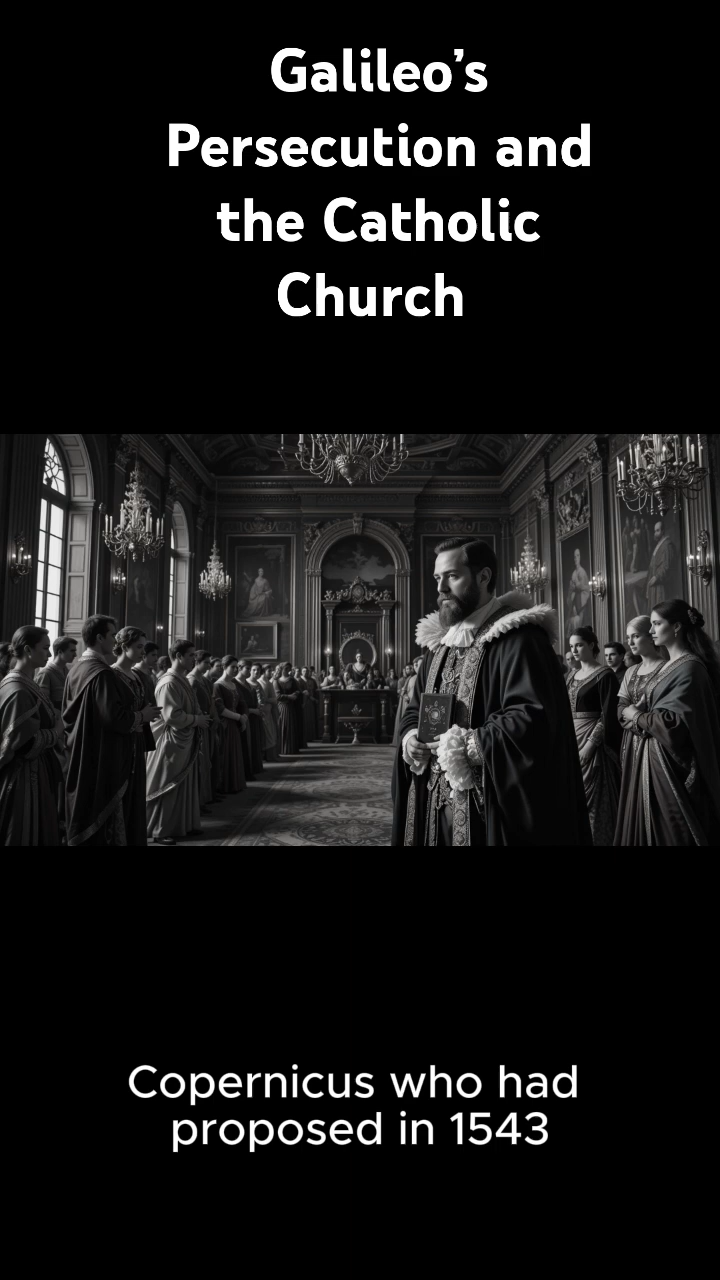 Galileo’s
Persecution and
the Catholic
Church
Copernicus who had
proposed in 1543